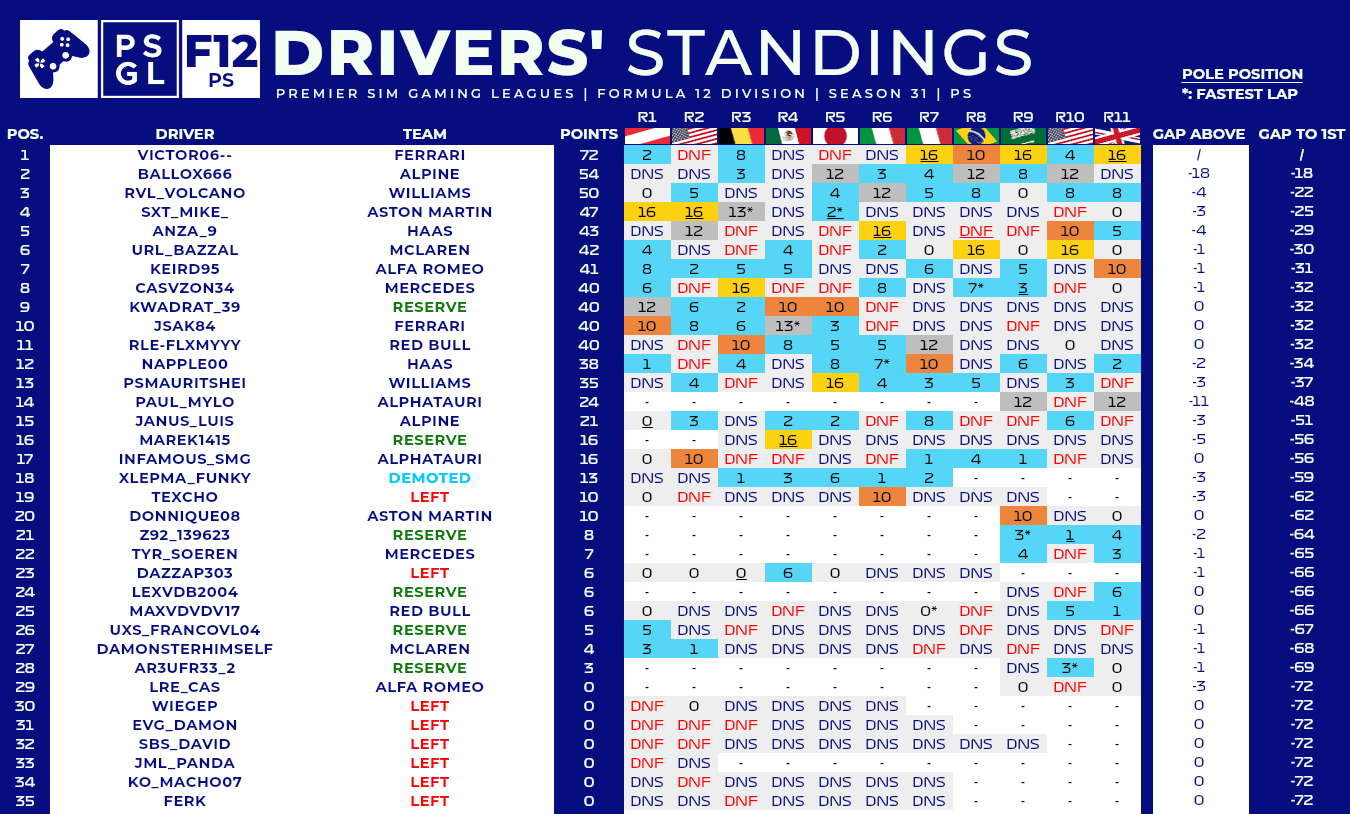 PS GL F12 PS DRIVERS' STANDINGS
PREMIER SIM GAMING LEAGUES | FORMULA 12 DIVISION | SEASON 31 | PS
POLE POSITION
*: FASTEST LAP
R1 R2 R3 R4 R5 R6 R7 R8 R9 R10 R11
POS. DRIVER TEAM POINTS GAP ABOVE GAP TO 1ST
1 VICTOR06-- FERRARI 72 2 DNF 8 DNS DNF DNS 16 10 16 4 16 / /
2 BALLOX666 ALPINE 54 DNS DNS 3 DNS 12 3 4 12 8 12 DNS -18 -18
3 RVL_VOLCANO WILLIAMS 50 0 5 DNS DNS 4 12 5 8 0 8 8 -4 -22
4 SXT_MIKE_ ASTON MARTIN 47 16 16 13* DNS 2* DNS DNS DNS DNS DNF 0 -3 -25
5 ANZA_9 HAAS 43 DNS 12 DNF DNS DNF 16 DNS DNF DNF 10 5 -4 -29
6 URL_BAZZAL MCLAREN 42 4 DNS DNF 4 DNF 2 0 16 0 16 0 -1 -30
7 KEIRD95 ALFA ROMEO 41 8 2 5 5 DNS DNS 6 DNS 5 DNS 10 -1 -31
8 CASVZON34 MERCEDES 40 6 DNF 16 DNF DNF 8 DNS 7* 3 DNF 0 -1 -32
9 KWADRAT_39 RESERVE 40 12 6 2 10 10 DNF DNS DNS DNS DNS DNS 0 -32
10 JSAK84 FERRARI 40 10 8 6 13* 3 DNF DNS DNS DNF DNS DNS 0 -32
11 RLE-FLXMYYY RED BULL 40 DNS DNF 10 8 5 5 12 DNS DNS 0 DNS 0 -32
12 NAPPLE00 HAAS 38 1 DNF 4 DNS 8 7* 10 DNS 6 DNS 2 -2 -34
13 PSMAURITSHEI WILLIAMS 35 DNS 4 DNF DNS 16 4 3 5 DNS 3 DNF -3 -37
14 PAUL_MYLO ALPHATAURI 24 - - - - - - - - 12 DNF 12 -11 -48
15 JANUS_LUIS ALPINE 21 0 3 DNS 2 2 DNF 8 DNF DNF 6 DNF -3 -51
16 MAREK1415 RESERVE 16 - - DNS 16 DNS DNS DNS DNS DNS DNS DNS -5 -56
17 INFAMOUS_SMG ALPHATAURI 16 0 10 DNF DNF DNS DNF 1 4 1 DNF DNS 0 -56
18 XLEPMA_FUNKY DEMOTED 13 DNS DNS 1 3 6 1 2 - - - - -3 -59
19 TEXCHO LEFT 10 0 DNF DNS DNS DNS 10 DNS DNS DNS - - -3 -62
20 DONNIQUE08 ASTON MARTIN 10 - - - - - - - - 10 DNS 0 0 -62
21 Z92_139623 RESERVE 8 - - - - - - - - 3* 1 4 -2 -64
22 TYR_SOEREN MERCEDES 7 - - - - - - - - 4 DNF 3 -1 -65
23 DAZZAP303 LEFT 6 0 0 0 6 0 DNS DNS DNS - - - -1 -66
24 LEXVDB2004 RESERVE 6 - - - - - - - - DNS DNF 6 0 -66
25 MAXVDVDV17 RED BULL 6 0 DNS DNS DNF DNS DNS 0* DNF DNS 5 1 0 -66
26 UXS_FRANCOVL04 RESERVE 5 5 DNS DNF DNS DNS DNS DNS DNF DNS DNS DNF -1 -67
27 DAMONSTERHIMSELF MCLAREN 4 3 1 DNS DNS DNS DNS DNF DNS DNF DNS DNS -1 -68
28 AR3UFR33_2 RESERVE 3 - - - - - - - - DNS 3* 0 -1 -69
29 LRE_CAS ALFA ROMEO 0 - - - - - - - - 0 DNF 0 -3 -72
30 WIEGEP LEFT 0 DNF 0 DNS DNS DNS DNS - - - - - 0 -72
31 EVG_DAMON LEFT 0 DNF DNF DNF DNS DNS DNS DNS - - - - 0 -72
32 SBS_DAVID LEFT 0 DNF DNF DNS DNS DNS DNS DNS DNS DNS - - 0 -72
33 JML_PANDA LEFT 0 DNF DNS - - - - - - - - - 0 -72
34 KO_MACHO07 LEFT 0 DNS DNF DNS DNS DNS DNS DNS - - - - 0 -72
35 FERK LEFT 0 DNS DNS DNF DNS DNS DNS DNS - - - - 0 -72